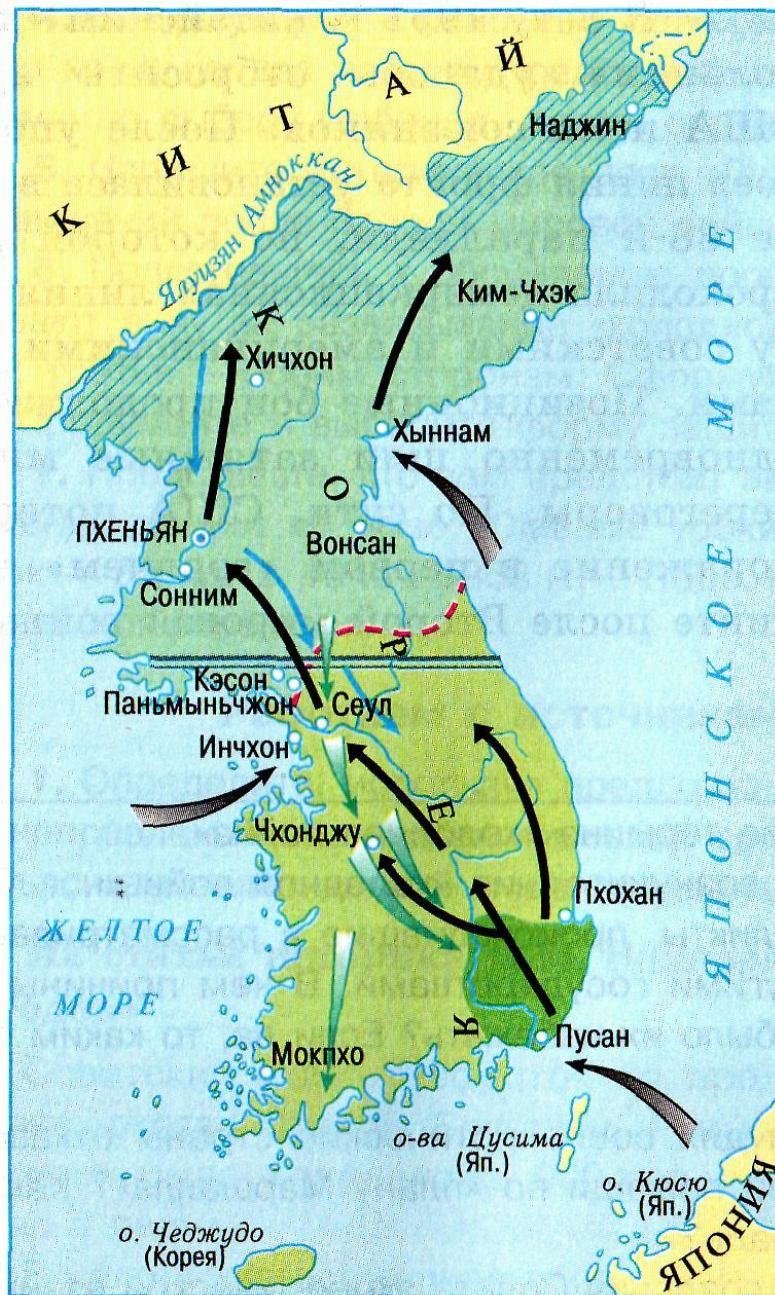 КИТАЙ
Наджин
Ялуцзян (Амноккан)
Ким-Чхэк
Хичхон
Хыннам
ПХЕНЬЯН
Вонсан
Сонним
Кэсон
Паньмыньчжон
Сеул
Инчхон
Чхонджу
КОРЕЯ
ЯПОНСКОЕ МОРЕ
Пхохан
ЖЕЛТОЕ
МОРЕ
Мокпхо
Пусан
о-ва Цусима
(Яп.)
о. Кюсю
(Яп.)
о. Чеджудо
(Корея)
ЯПОНИЯ